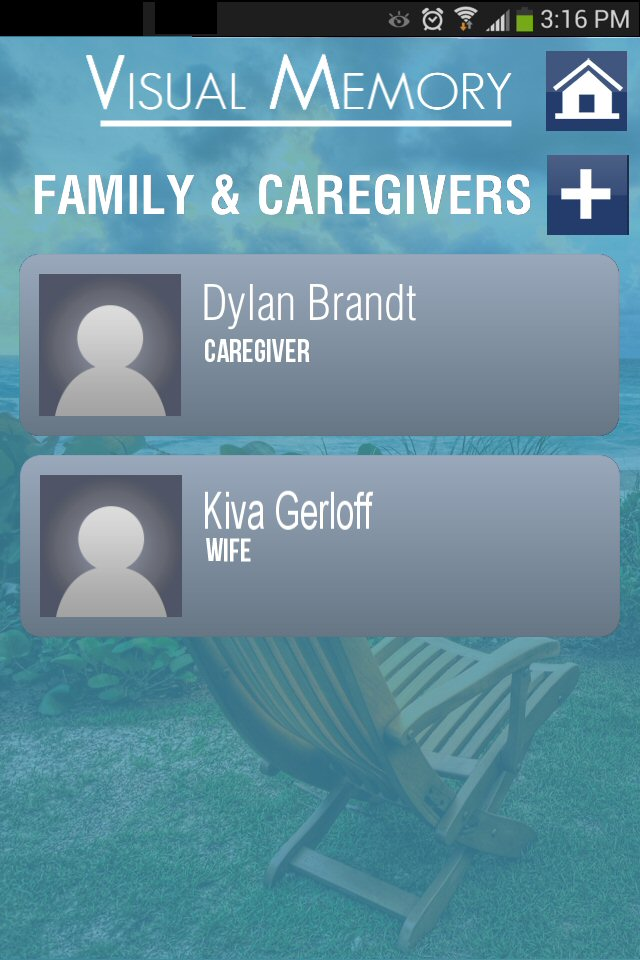 3:16 PM
VISUAL MEMORY
FAMILY & CAREGIVERS
Dylan Brandt
CAREGIVER
Kiva Gerloff
WIFE